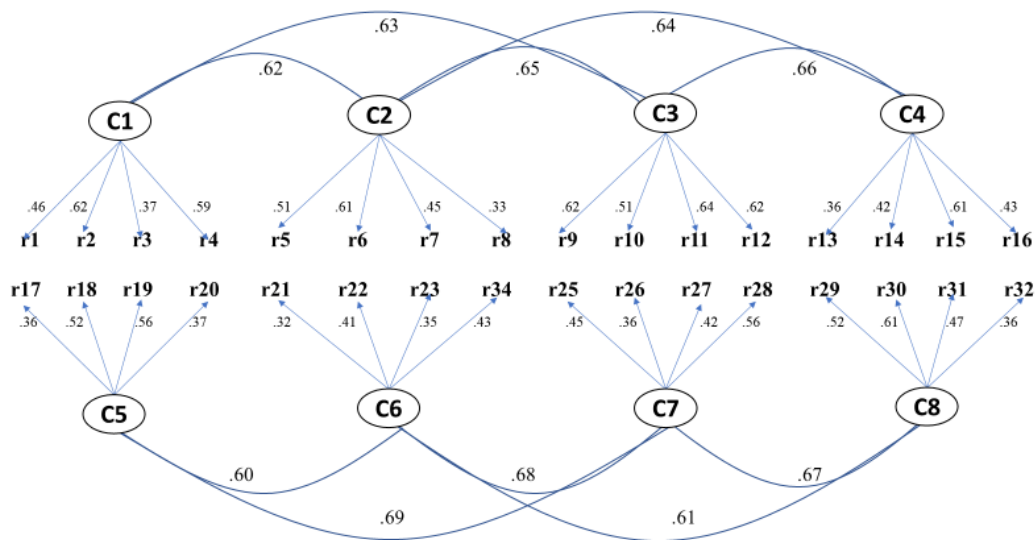 .63 .64
.62 .65 .66
C1 C2 C3 C4
.46 .62 .37 .59 .51 .61 .45 .33 .62 .51 .64 .62 .36 .42 .61 .43
r1 r2 r3 r4 r5 r6 r7 r8 r9 r10 r11 r12 r13 r14 r15 r16
r17 r18 r19 r20 r21 r22 r23 r34 r25 r26 r27 r28 r29 r30 r31 r32
.36 .52 .56 .37 .32 .41 .35 .43 .45 .36 .42 .56 .52 .61 .47 .36
C5 C6 C7 C8
.60 .68 .67
.69 .61